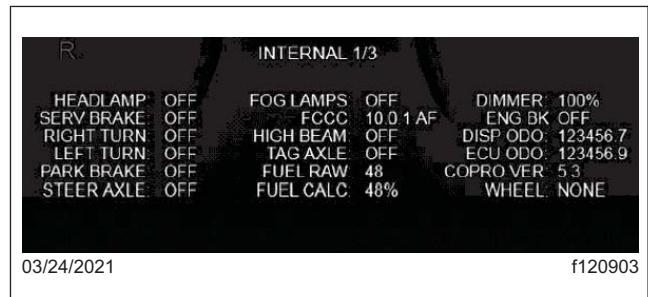 R.
INTERNAL 1/3
HEADLAMP: OFF FOG LAMPS: OFF DIMMER: 100%
SERV BRAKE: OFF FCCC: 10.0.1 AF ENG BK: OFF
RIGHT TURN: OFF HIGH BEAM: OFF DISP ODO: 123456.7
LEFT TURN: OFF TAG AXLE: OFF ECU ODO: 123456.9
PARK BRAKE: OFF FUEL RAW: 48 COPRO VER: 5.3
STEER AXLE: OFF FUEL CALC: 48% WHEEL: NONE
03/24/2021 f120903